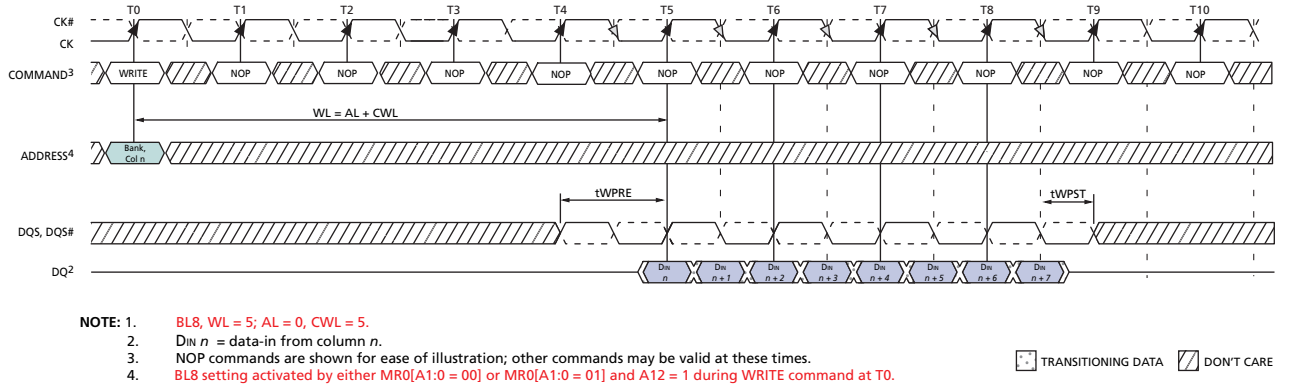 T0 T1 T2 T3 T4 T5 T6 T7 T8 T9 T10
CK#
CK
COMMAND3 WRITE NOP NOP NOP NOP NOP NOP NOP NOP NOP NOP
WL = AL + CWL
ADDRESS4 Bank,
Col n
tWPRE tWPST
DQS, DQS#
DQ2 DIN DIN DIN DIN DIN DIN DIN DIN
n n + 1 n + 2 n + 3 n + 4 n + 5 n + 6 n + 7
NOTE: 1. BL8, WL = 5; AL = 0, CWL = 5.
2. DIN n = data-in from column n.
3. NOP commands are shown for ease of illustration; other commands may be valid at these times.
4. BL8 setting activated by either MR0[A1:0 = 00] or MR0[A1:0 = 01] and A12 = 1 during WRITE command at T0.
TRANSITIONING DATA DON'T CARE